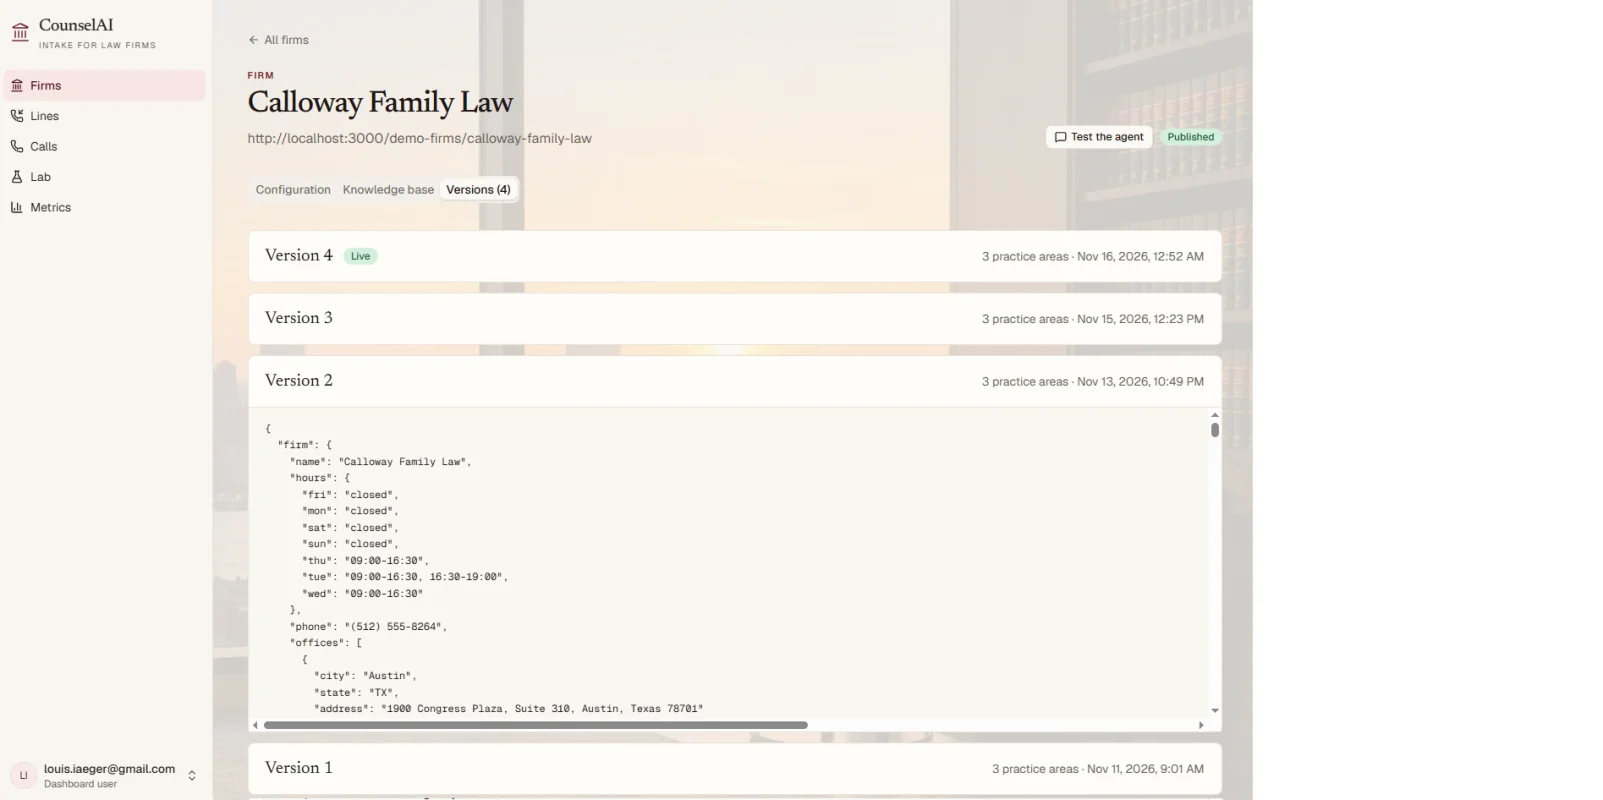 CounselAI
INTAKE FOR LAW FIRMS
Firms
Lines
Calls
Lab
Metrics
LI
louis.iaeger@gmail.com
Dashboard user
← All firms
FIRM
Calloway Family Law
http://localhost:3000/demo-firms/calloway-family-law
Test the agent
Published
Configuration
Knowledge base
Versions (4)
Version 4
Live
3 practice areas · Nov 16, 2026, 12:52 AM
Version 3
3 practice areas · Nov 15, 2026, 12:23 PM
Version 2
3 practice areas · Nov 13, 2026, 10:49 PM
{
"firm": {
"name": "Calloway Family Law",
"hours": {
"fri": "closed",
"mon": "closed",
"sat": "closed",
"sun": "closed",
"thu": "09:00-16:30",
"tue": "09:00-16:30, 16:30-19:00",
"wed": "09:00-16:30"
},
"phone": "(512) 555-8264",
"offices": [
{
"city": "Austin",
"state": "TX",
"address": "1900 Congress Plaza, Suite 310, Austin, Texas 78701"
Version 1
3 practice areas · Nov 11, 2026, 9:01 AM